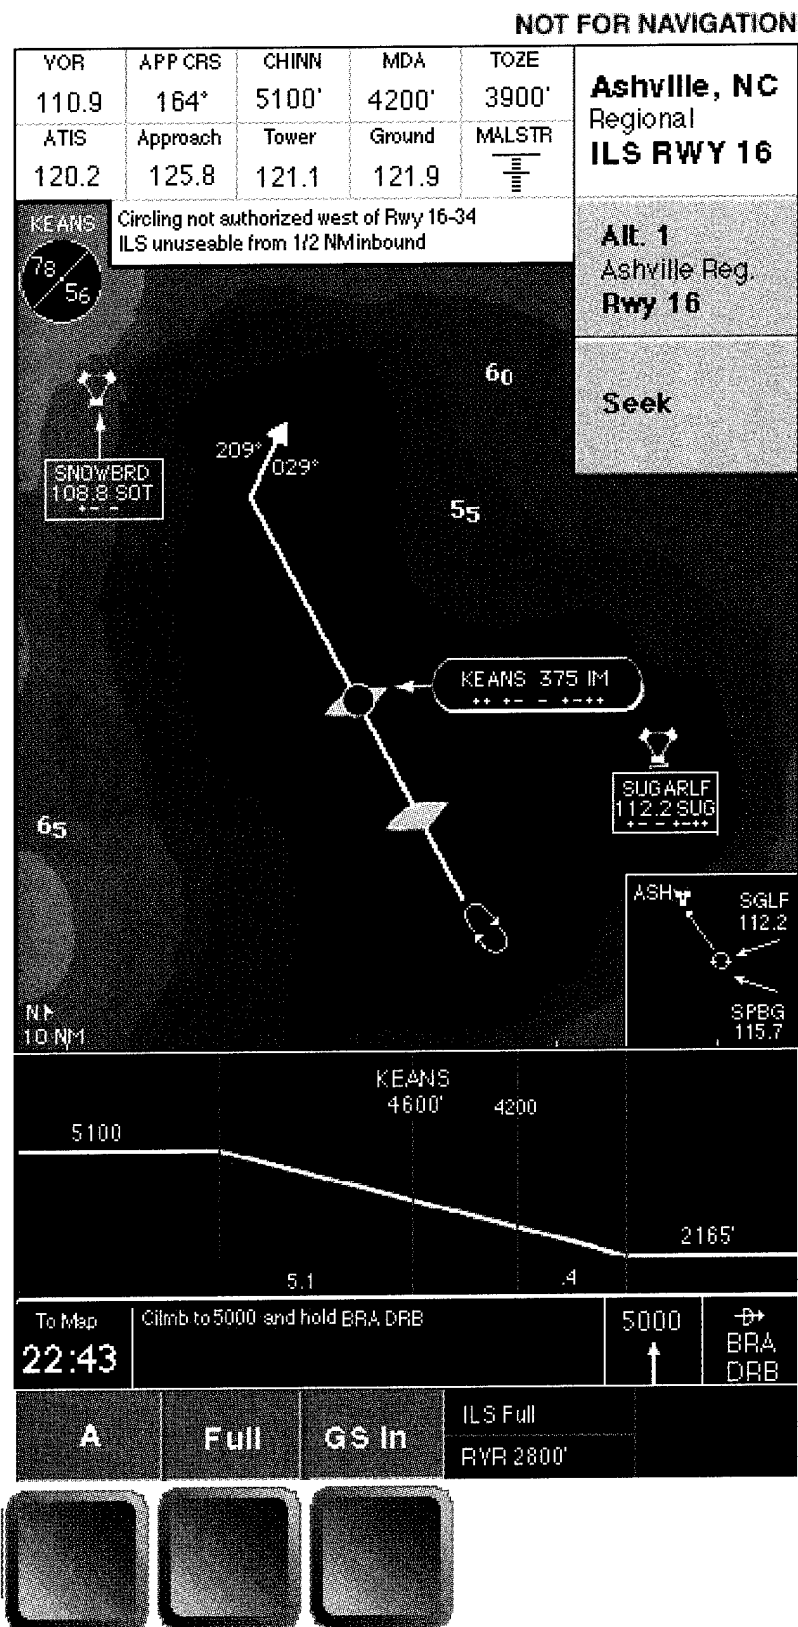 NOT FOR NAVIGATION
VOR APP CRS CHINN MDA TOZE
110.9 164° 5100' 4200' 3900'
ATIS Approach Tower Ground MALSTR
120.2 125.8 121.1 121.9
Ashville, NC
Regional
ILS RWY 16
Alt. 1
Ashville Reg.
Rwy 16
Seek
KEANS
78
56
Circling not authorized west of Rwy 16-34
ILS unuseable from 1/2 NM inbound
60
209°
029°
SNOWBRD
108.8 SOT
55
KEANS 375 IM
SUGARLF
112.2 SUG
65
ASH
SGLF
112.2
SPBG
115.7
N
10 NM
KEANS
4600'
4200
5100
2165'
5.1
.4
To Map
22:43
Climb to 5000 and hold BRA DRB
5000
D
BRA
DRB
A
Full
GS In
ILS Full
RVR 2800'